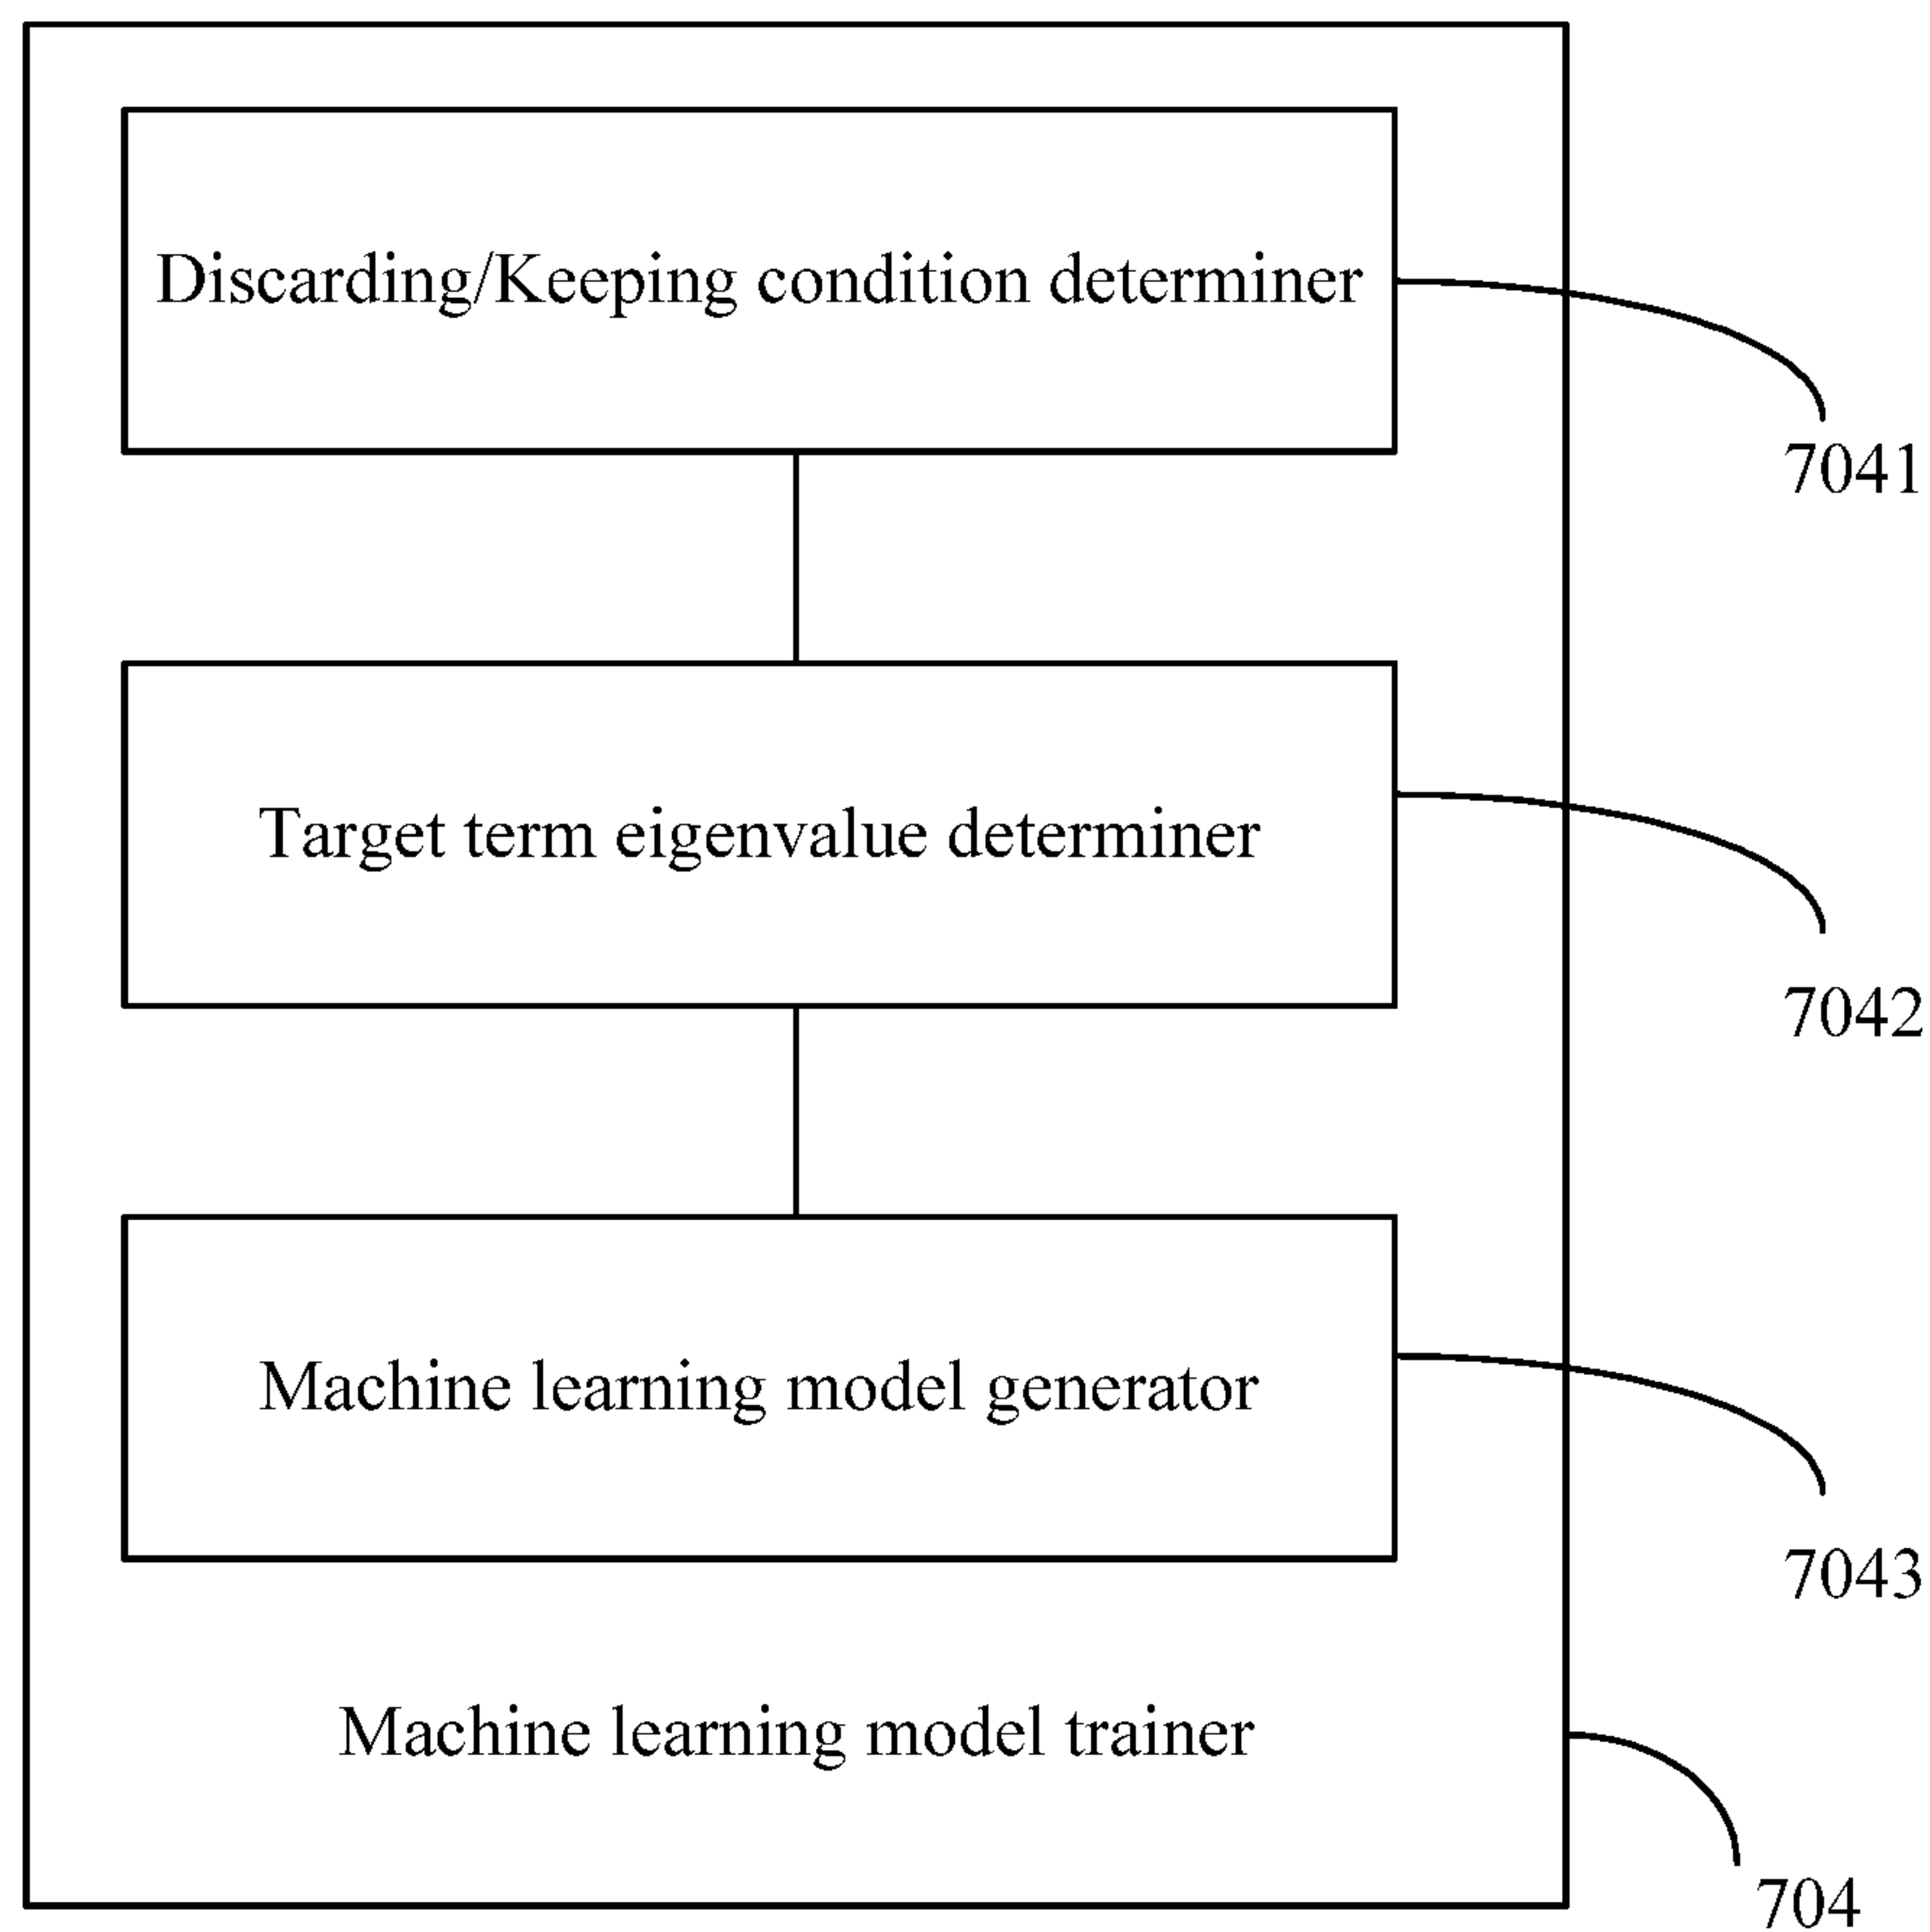 Discarding/Keeping condition determiner
7041
Target term eigenvalue determiner
7042
Machine learning model generator
7043
Machine learning model trainer
704